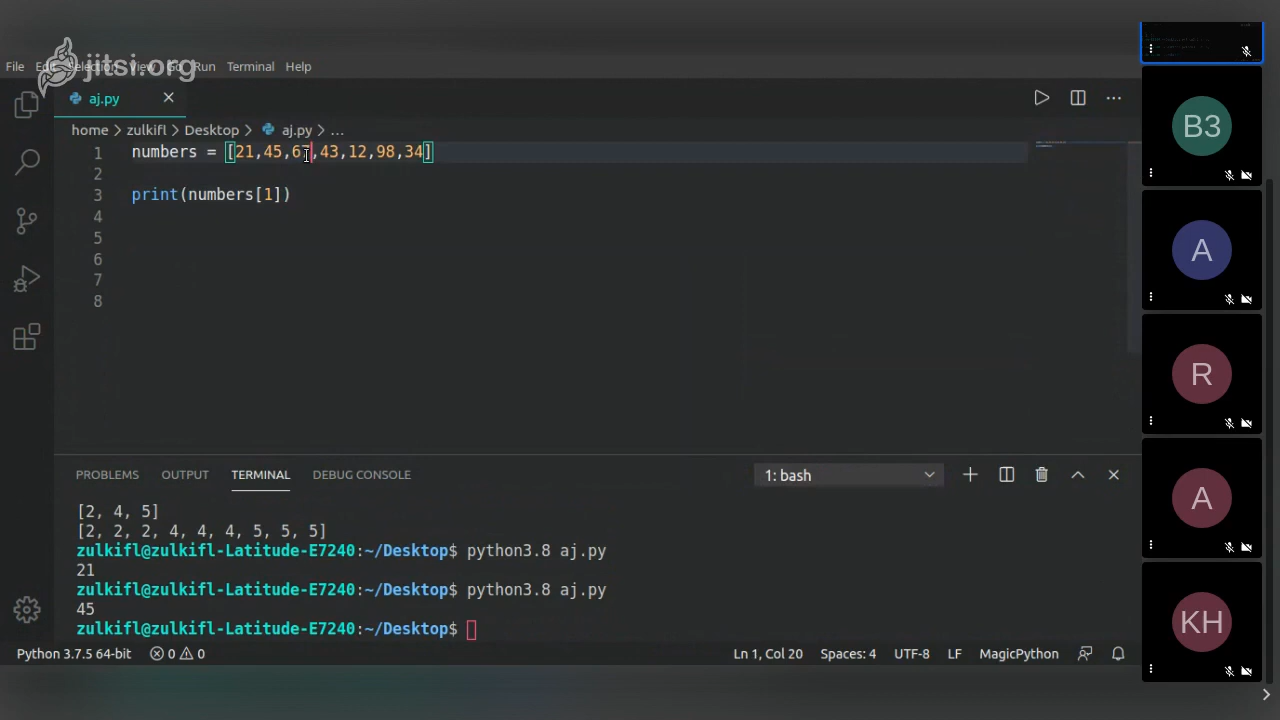 jitsi.org
File Edit Selection View Go Run Terminal Help
aj.py
home > zulkifl > Desktop > aj.py > ...
1 numbers = [21,45,67,43,12,98,34]
2
3 print(numbers[1])
4
5
6
7
8
PROBLEMS OUTPUT TERMINAL DEBUG CONSOLE 1: bash
[2, 4, 5]
[2, 2, 2, 4, 4, 4, 5, 5, 5]
zulkifl@zulkifl-Latitude-E7240:~/Desktop$ python3.8 aj.py
21
zulkifl@zulkifl-Latitude-E7240:~/Desktop$ python3.8 aj.py
45
zulkifl@zulkifl-Latitude-E7240:~/Desktop$
Python 3.7.5 64-bit 0 0 Ln 1, Col 20 Spaces: 4 UTF-8 LF MagicPython
B3
A
R
A
KH